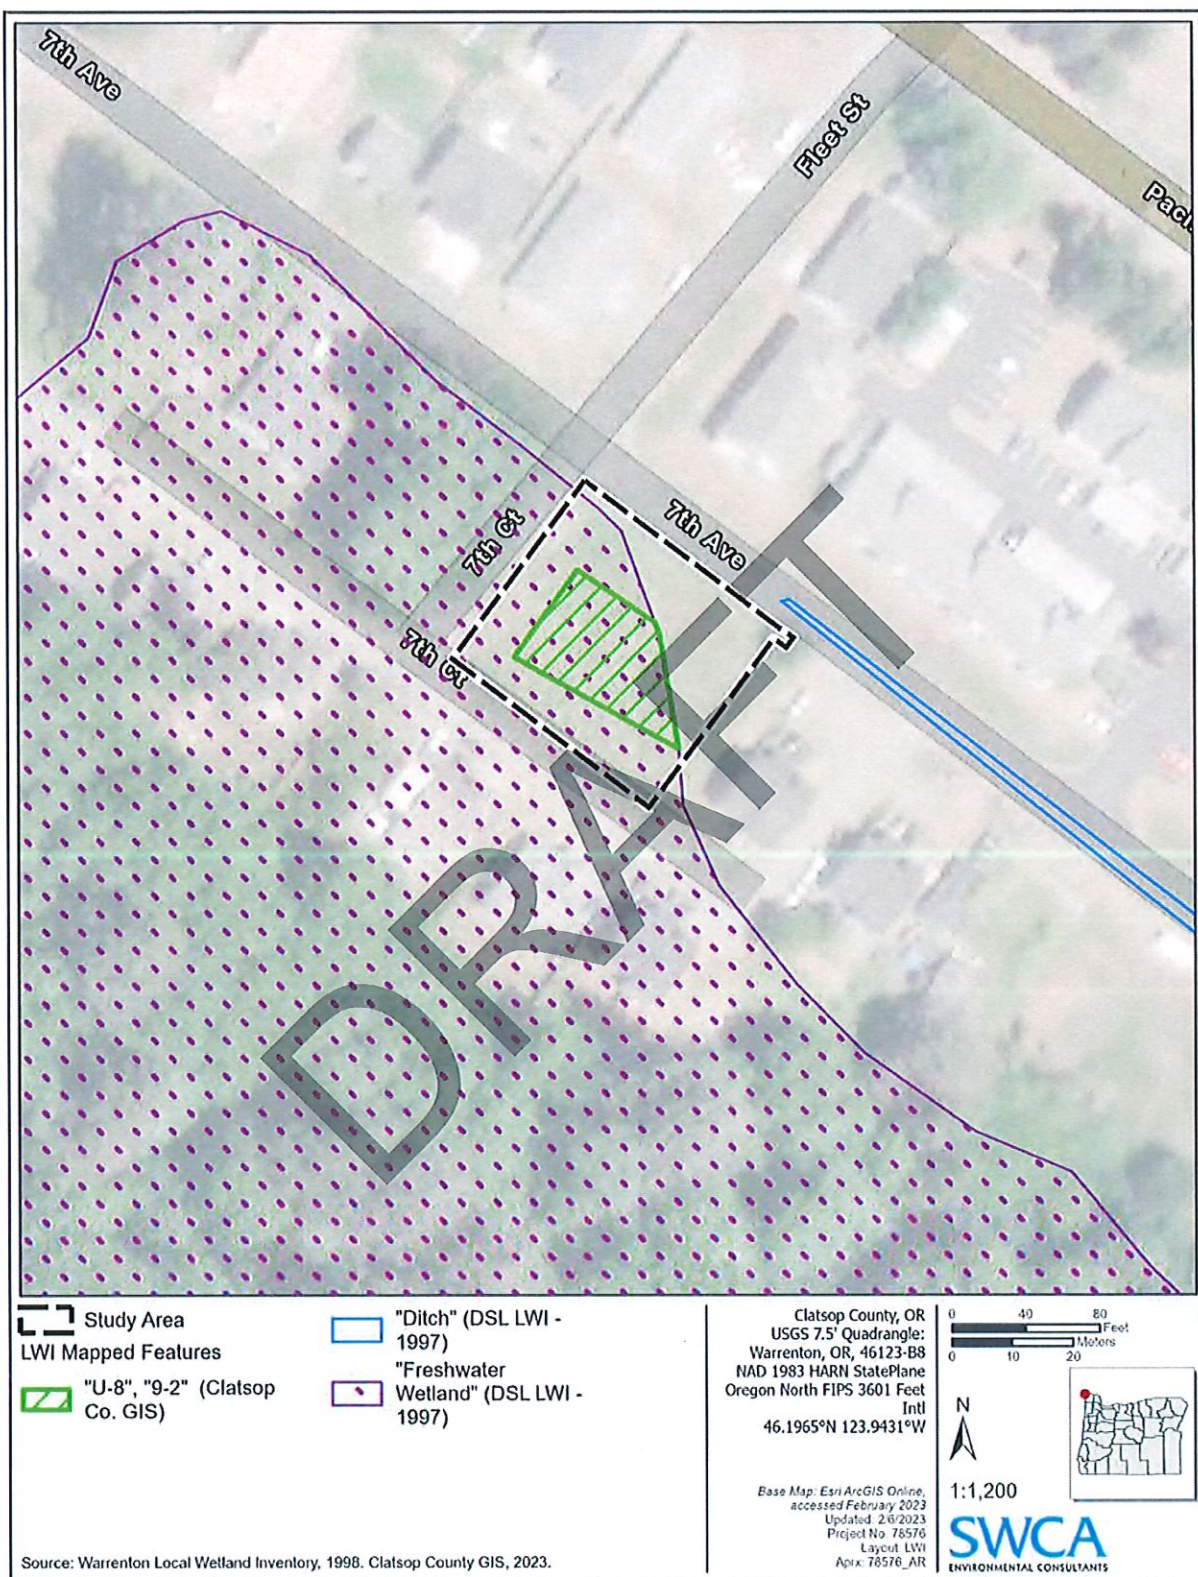 7th Ave
Fleet St
Paci
7th Ct
7th Ave
7th Ct
DRAFT
Study Area
LWI Mapped Features
"U-8", "9-2" (Clatsop
Co. GIS)
"Ditch" (DSL LWI -
1997)
"Freshwater
Wetland" (DSL LWI -
1997)
Source: Warrenton Local Wetland Inventory, 1998. Clatsop County GIS, 2023.
Clatsop County, OR
USGS 7.5' Quadrangle:
Warrenton, OR, 46123-B8
NAD 1983 HARN StatePlane
Oregon North FIPS 3601 Feet
Intl
46.1965°N 123.9431°W
Base Map: Esri ArcGIS Online,
accessed February 2023
Updated: 2/6/2023
Project No. 78576
Layout: LWI
Aprx: 78576_AR
0 40 80
Feet
Meters
0 10 20
N
1:1,200
SWCA
ENVIRONMENTAL CONSULTANTS